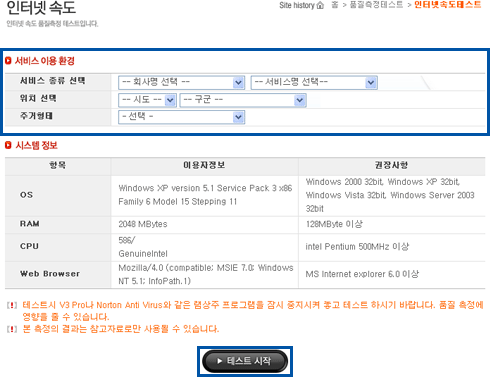 인터넷 속도
Site history 홈 > 품질측정테스트 > 인터넷속도테스트
인터넷 속도 품질측정 테스트입니다.
서비스 이용 환경
서비스 종류 선택 -- 회사명 선택 -- -- 서비스명 선택--
위치 선택 -- 시도 -- -- 구군 --
주거형태 - 선택 -
시스템 정보
항목 이용자정보 권장사항
OS
Windows XP version 5.1 Service Pack 3 x86
Family 6 Model 15 Stepping 11
Windows 2000 32bit, Windows XP 32bit,
Windows Vista 32bit, Windows Server 2003
32bit
RAM 2048 MBytes 128MByte 이상
CPU
586/
GenuineIntel
intel Pentium 500MHz 이상
Web Browser
Mozilla/4.0 (compatible; MSIE 7.0; Windows
NT 5.1; InfoPath.1)
MS Internet explorer 6.0 이상
[!] 테스트시 V3 Pro나 Norton Anti Virus와 같은 램상주 프로그램을 잠시 중지시켜 놓고 테스트 하시기 바랍니다. 품질 측정에
영향을 줄 수 있습니다.
[!] 본 측정의 결과는 참고자료로만 사용될 수 있습니다.
테스트 시작